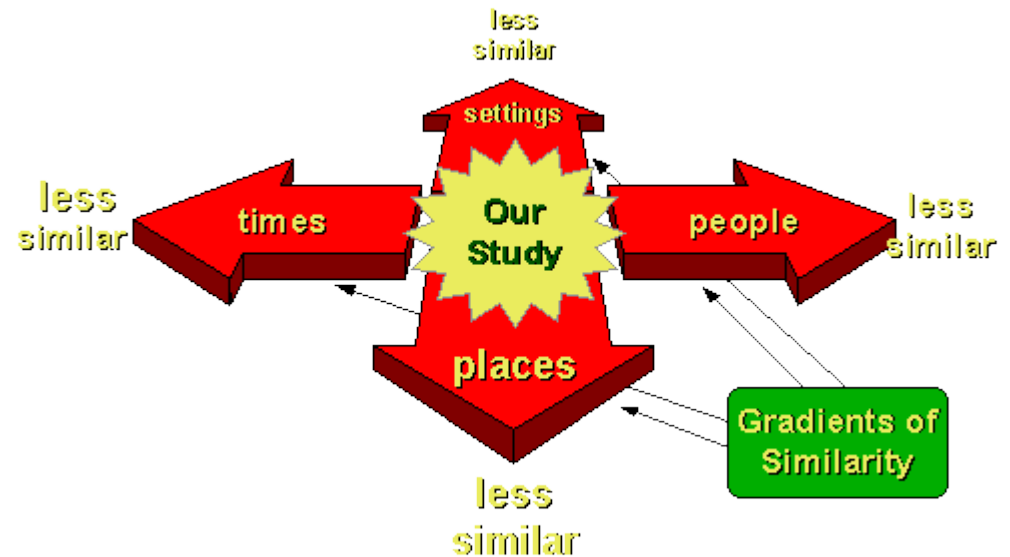 less
similar
settings
less
similar
times
Our
Study
people
less
similar
places
Gradients of
Similarity
less
similar